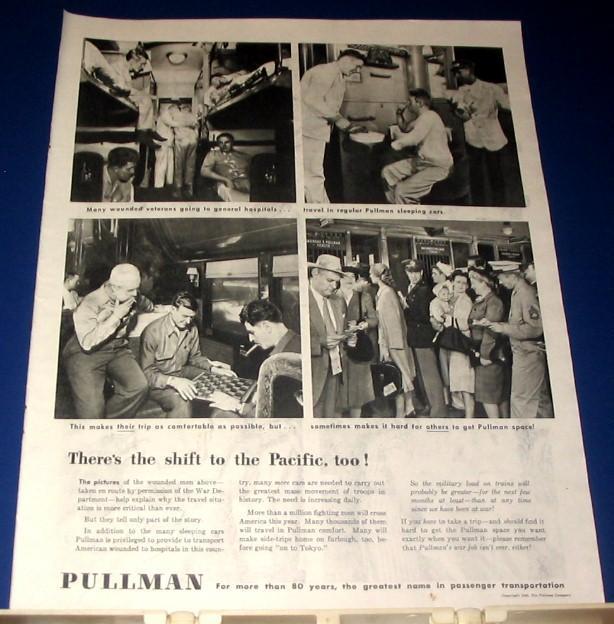 Many wounded veterans going to general hospitals . . .
travel in regular Pullman sleeping cars.
This makes their trip as comfortable as possible, but . . .
sometimes makes it hard for others to get Pullman space!
There's the shift to the Pacific, too!
The pictures of the wounded men above—
taken en route by permission of the War De-
partment—help explain why the travel situ-
ation is more critical than ever.
But they tell only part of the story.
In addition to the many sleeping cars
Pullman is privileged to provide to transport
American wounded to hospitals in this coun-
try, many more cars are needed to carry out
the greatest mass movement of troops in
history. The need is increasing daily.
More than a million fighting men will cross
America this year. Many thousands of them
will travel in Pullman comfort. Many will
make side-trips home on furlough, too, be-
fore going "on to Tokyo."
So the military load on trains will
probably be greater—for the next few
months at least—than at any time
since we have been at war!
If you have to take a trip—and should find it
hard to get the Pullman space you want
exactly when you want it—please remember
that Pullman's war job isn't over, either!
PULLMAN For more than 80 years, the greatest name in passenger transportation